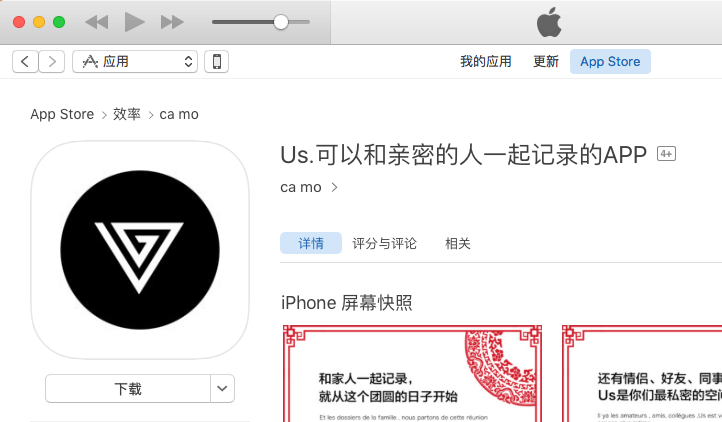 应用
我的应用 更新 App Store
App Store > 效率 > ca mo
Us.可以和亲密的人一起记录的APP 4+
ca mo >
详情 评分与评论 相关
iPhone 屏幕快照
和家人一起记录,
就从这个团圆的日子开始
Et les dossiers de la famille , nous partons de cette réunion
还有情侣、好友、同事
Us是你们最私密的空间
Il ya les amateurs , amis, collègues ,Us est v
下载